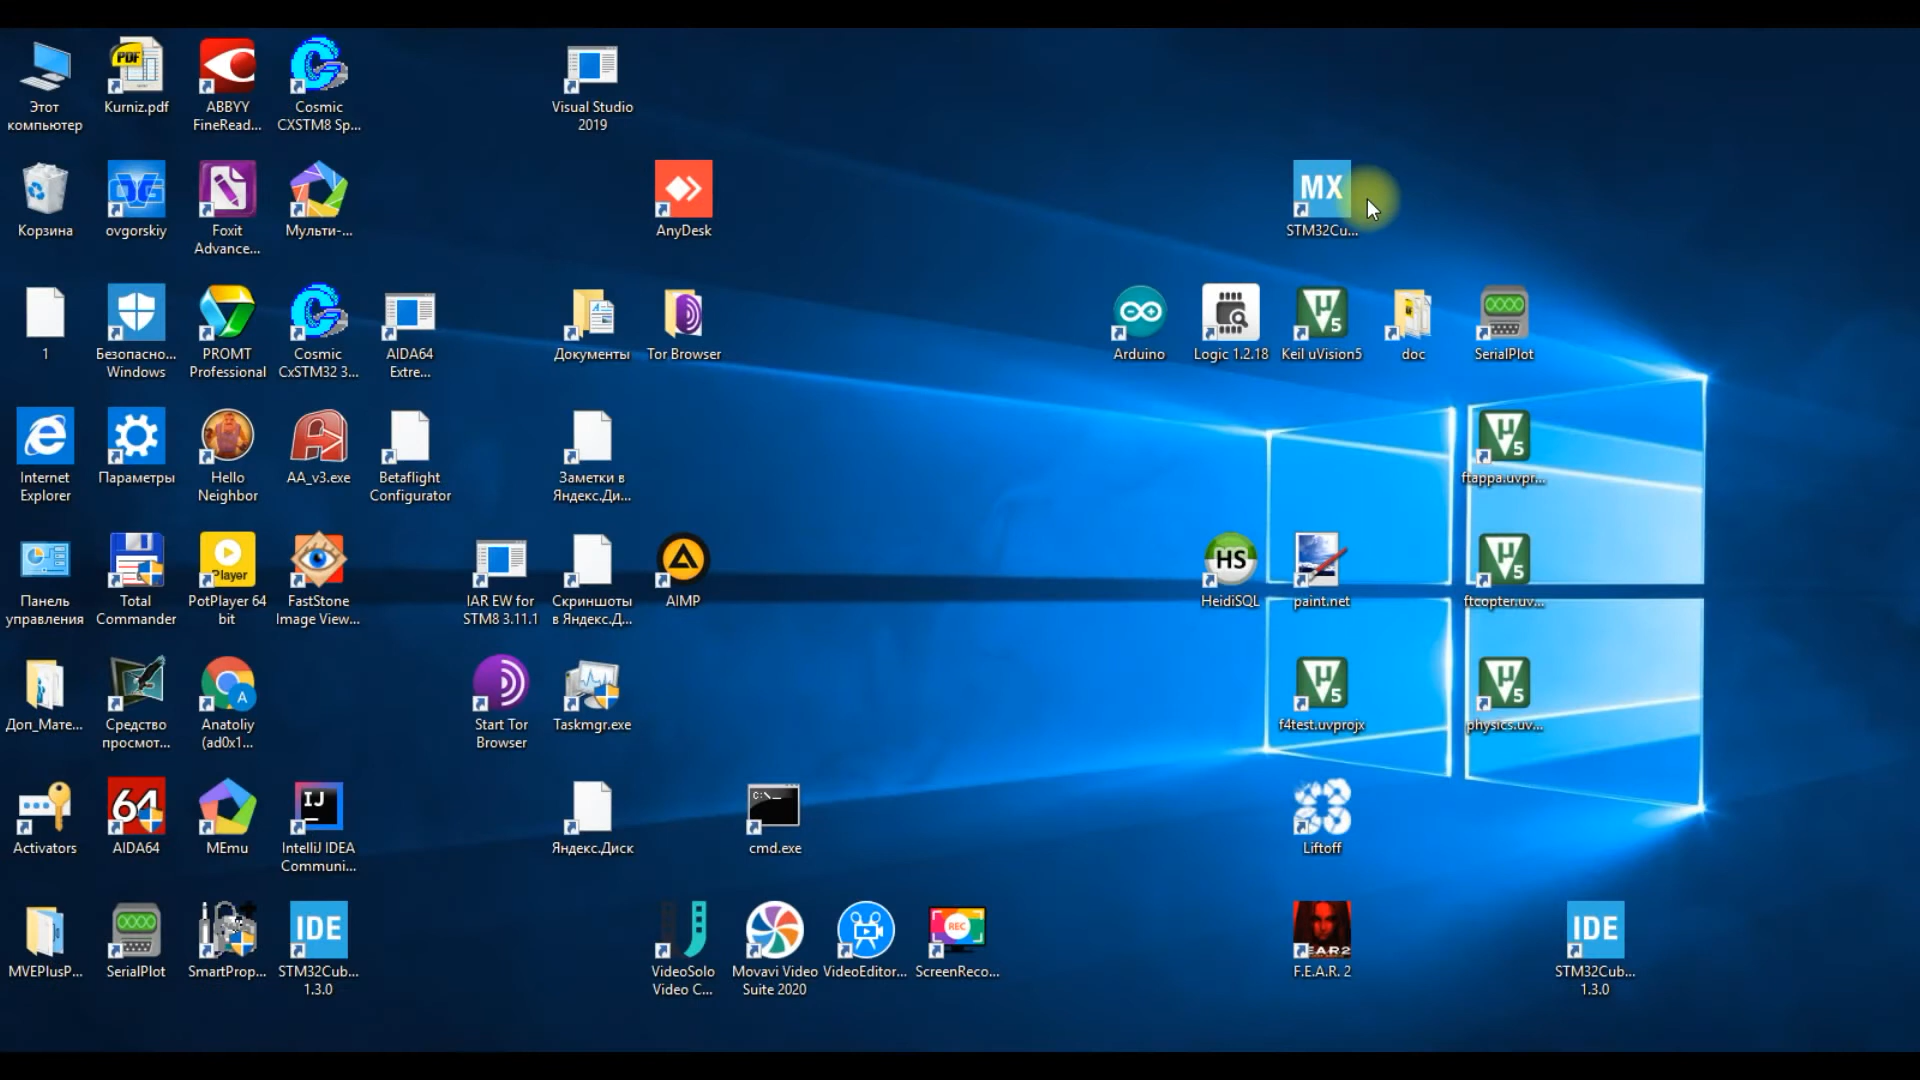 Этот
компьютер
Kurniz.pdf
ABBYY
FineRead...
Cosmic
CXSTM8 Sp...
Visual Studio
2019
Корзина
ovgorskiy
Foxit
Advance...
Мульти-...
AnyDesk
MX
STM32Cu...
1
Безопасно...
Windows
PROMT
Professional
Cosmic
CxSTM32 3...
AIDA64
Extre...
Документы
Tor Browser
Arduino
Logic 1.2.18
Keil uVision5
doc
SerialPlot
Internet
Explorer
Параметры
Hello
Neighbor
AA_v3.exe
Betaflight
Configurator
Заметки в
Яндекс.Ди...
ftappa.uvpr...
Панель
управления
Total
Commander
PotPlayer 64
bit
FastStone
Image View...
IAR EW for
STM8 3.11.1
Скриншоты
в Яндекс.Д...
AIMP
HS
HeidiSQL
paint.net
ftcopter.uv...
Доп_Мате...
Средство
просмот...
Anatoliy
(ad0x1...
Start Tor
Browser
Taskmgr.exe
f4test.uvprojx
physics.uv...
Activators
64
AIDA64
MEmu
IJ
IntelliJ IDEA
Communi...
Яндекс.Диск
cmd.exe
Liftoff
MVEPlusP...
SerialPlot
SmartProp...
IDE
STM32Cub...
1.3.0
VideoSolo
Video C...
Movavi Video
Suite 2020
VideoEditor...
REC
ScreenReco...
F.E.A.R. 2
IDE
STM32Cub...
1.3.0